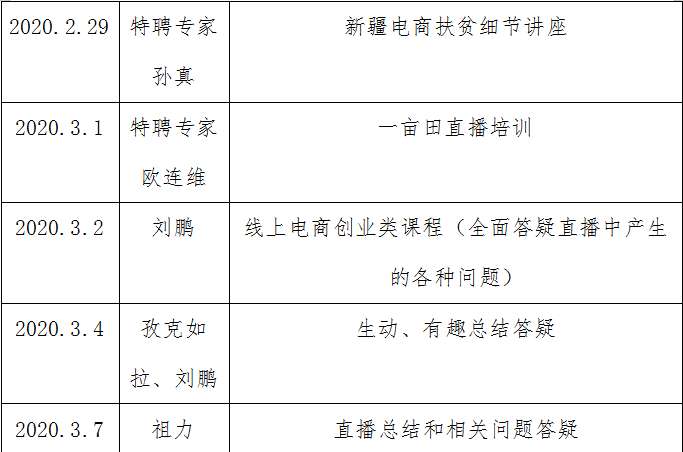 2020.2.29 特聘专家 新疆电商扶贫细节讲座
孙真
2020.3.1 特聘专家 一亩田直播培训
欧连维
2020.3.2 刘鹏 线上电商创业类课程（全面答疑直播中产生
的各种问题）
2020.3.4 孜克如 生动、有趣总结答疑
拉、刘鹏
2020.3.7 祖力 直播总结和相关问题答疑